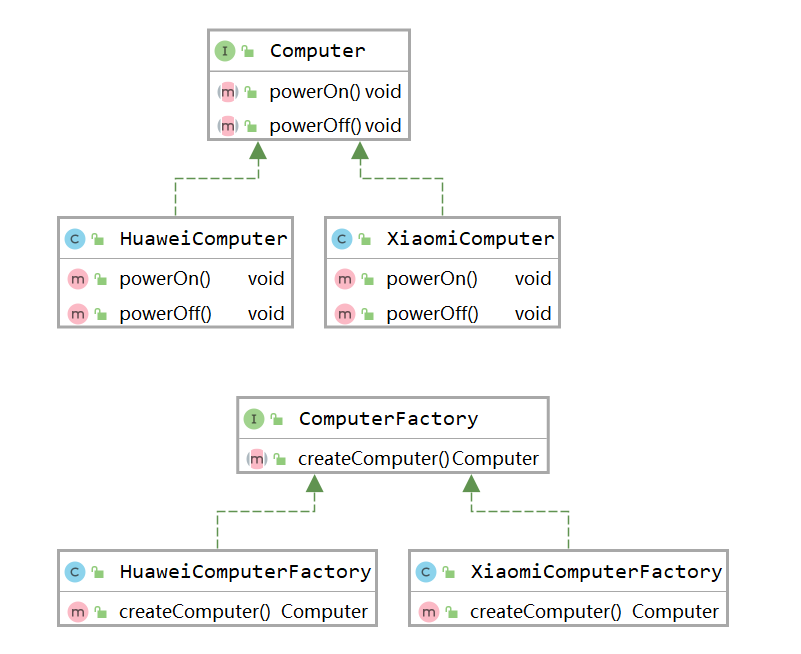 I Computer
m powerOn() void
m powerOff() void
C HuaweiComputer
m powerOn() void
m powerOff() void
C XiaomiComputer
m powerOn() void
m powerOff() void
I ComputerFactory
m createComputer() Computer
C HuaweiComputerFactory
m createComputer() Computer
C XiaomiComputerFactory
m createComputer() Computer